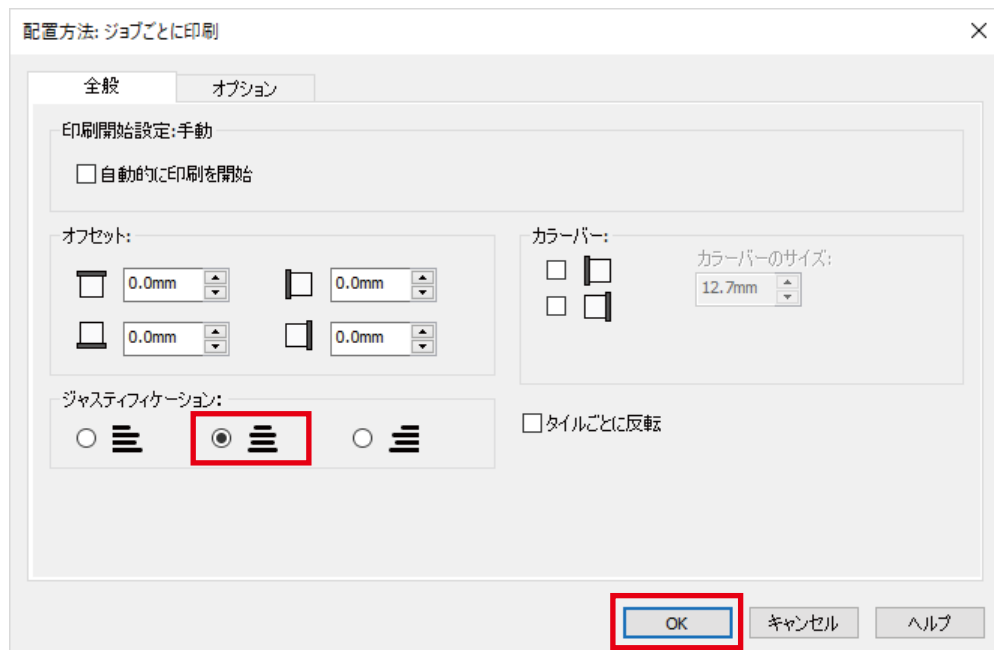 配置方法: ジョブごとに印刷
全般
オプション
印刷開始設定:手動
自動的に印刷を開始
オフセット:
0.0mm
0.0mm
0.0mm
0.0mm
カラーバー:
カラーバーのサイズ:
12.7mm
ジャスティフィケーション:
タイルごとに反転
OK
キャンセル
ヘルプ